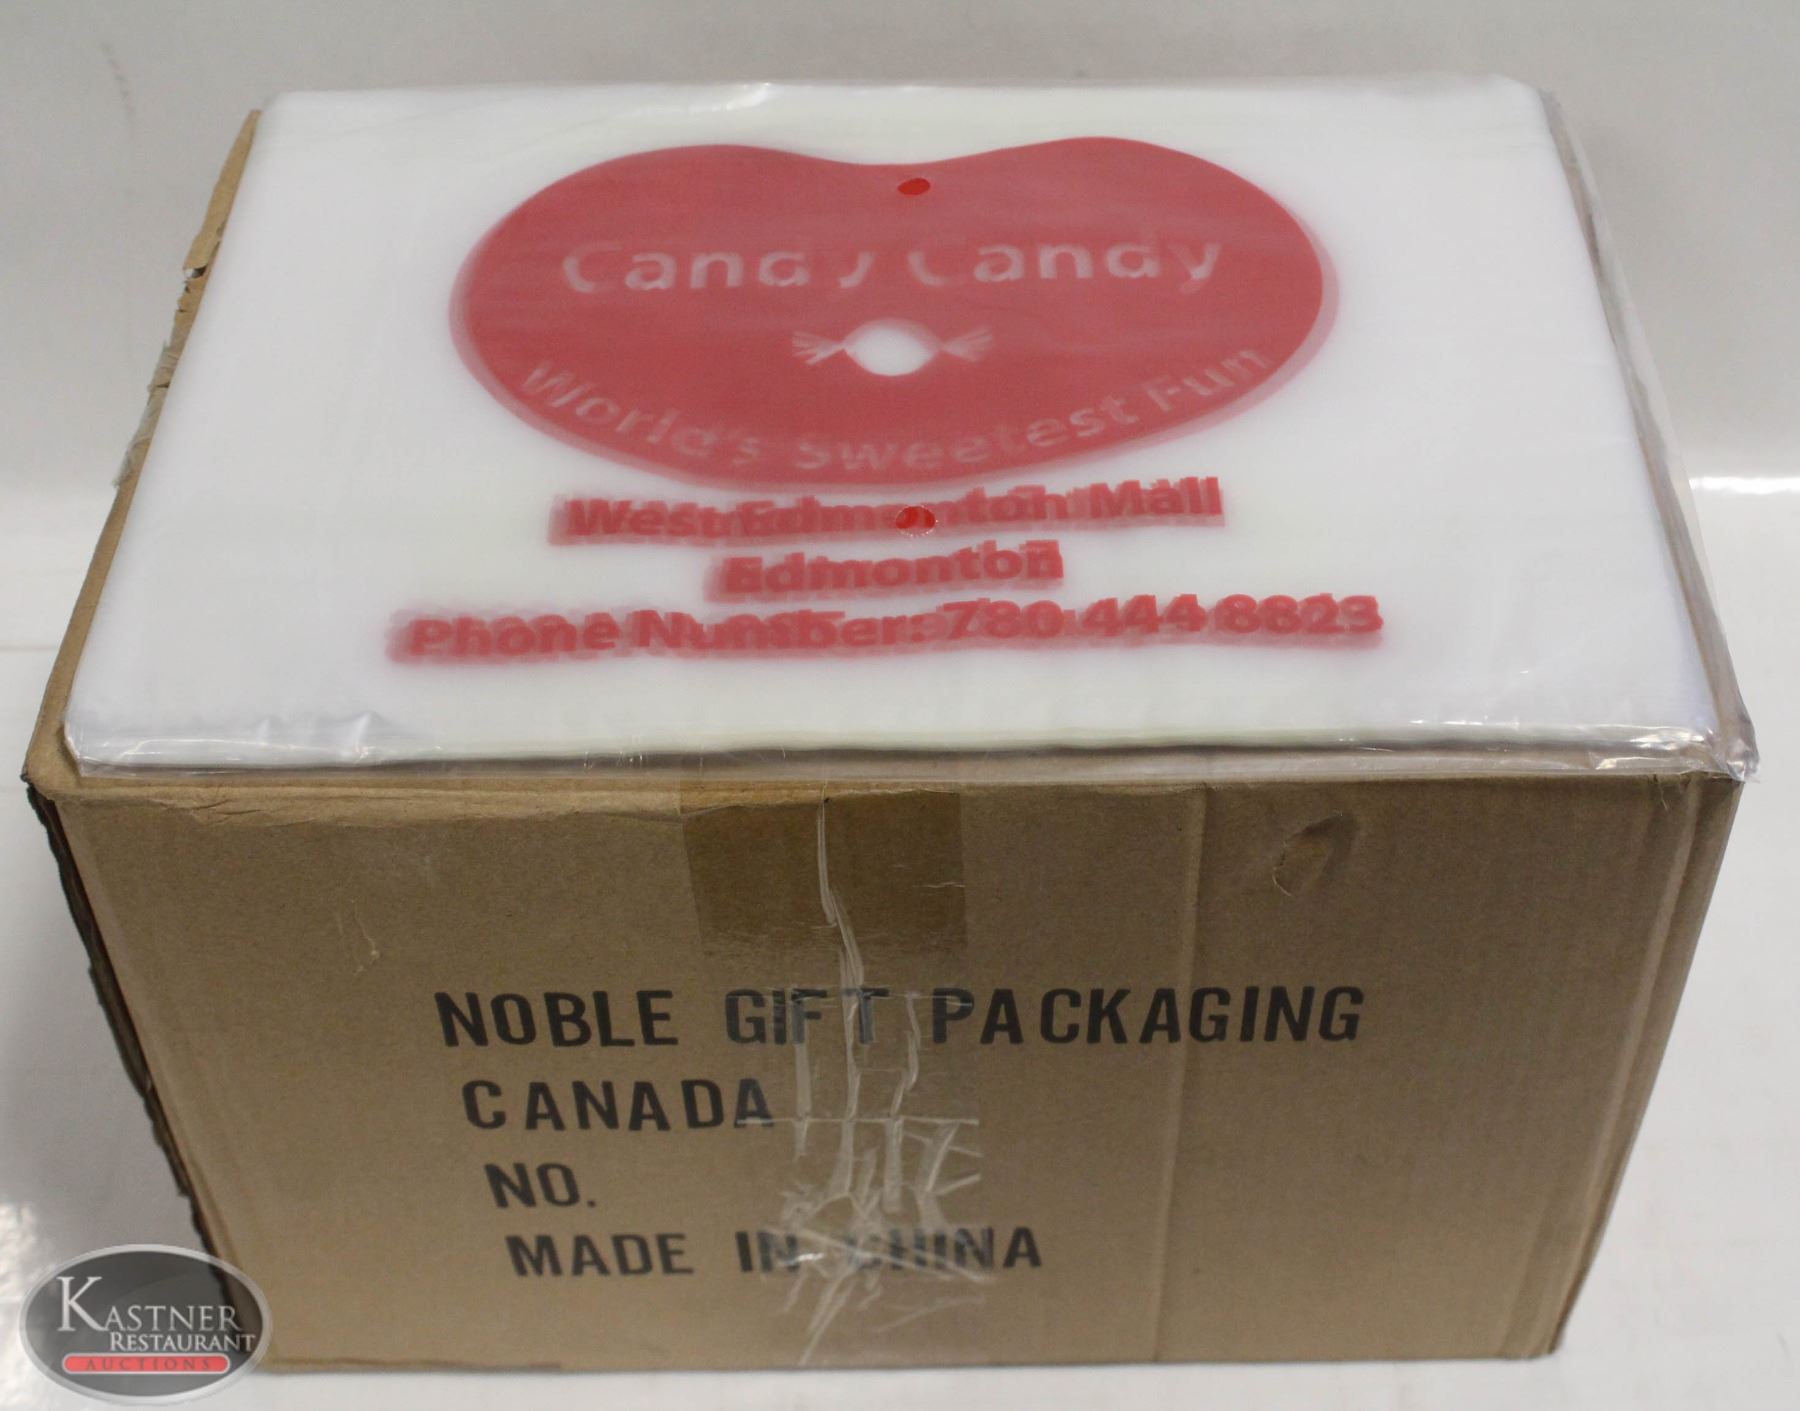 Candy Candy
World's Sweetest Fun
West Edmonton Mall
Edmonton
Phone Number: 780 444 8823
NOBLE GIFT PACKAGING
CANADA
NO.
MADE IN CHINA
KASTNER
RESTAURANT
AUCTIONS